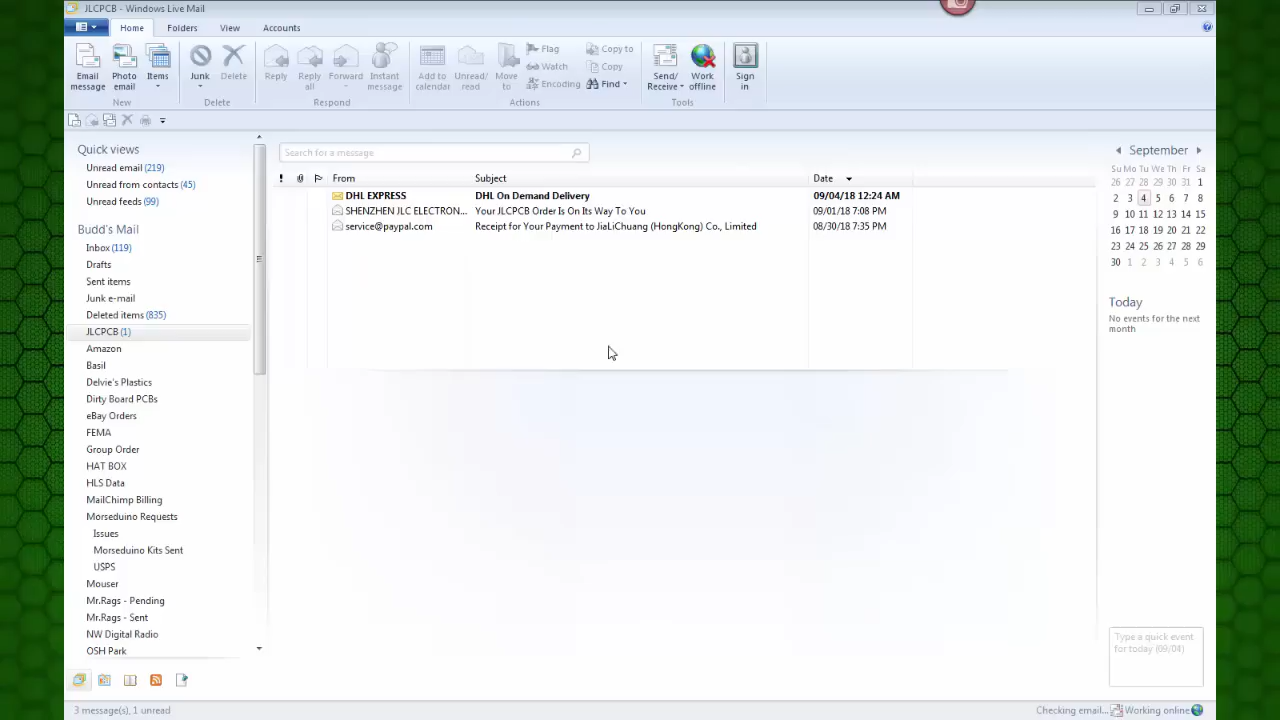 JLCPCB - Windows Live Mail
Home Folders View Accounts
Email message
Photo email
Items
New
Junk
Delete
Delete
Reply
Reply all
Forward
Instant message
Respond
Add to calendar
Unread/ read
Move to
Flag
Watch
Encoding
Copy to
Copy
Find
Actions
Send/ Receive
Work offline
Tools
Sign in
Quick views
Unread email (219)
Unread from contacts (45)
Unread feeds (99)
Budd's Mail
Inbox (119)
Drafts
Sent items
Junk e-mail
Deleted items (835)
JLCPCB (1)
Amazon
Basil
Delvie's Plastics
Dirty Board PCBs
eBay Orders
FEMA
Group Order
HAT BOX
HLS Data
MailChimp Billing
Morseduino Requests
Issues
Morseduino Kits Sent
USPS
Mouser
Mr.Rags - Pending
Mr.Rags - Sent
NW Digital Radio
OSH Park
Search for a message
! From Subject Date
DHL EXPRESS DHL On Demand Delivery 09/04/18 12:24 AM
SHENZHEN JLC ELECTRON... Your JLCPCB Order Is On Its Way To You 09/01/18 7:08 PM
service@paypal.com Receipt for Your Payment to JiaLiChuang (HongKong) Co., Limited 08/30/18 7:35 PM
September
Su Mo Tu We Th Fr Sa
26 27 28 29 30 31 1
2 3 4 5 6 7 8
9 10 11 12 13 14 15
16 17 18 19 20 21 22
23 24 25 26 27 28 29
30 1 2 3 4 5 6
Today
No events for the next
month
Type a quick event
for today (09/04)
3 message(s), 1 unread
Checking email...
Working online